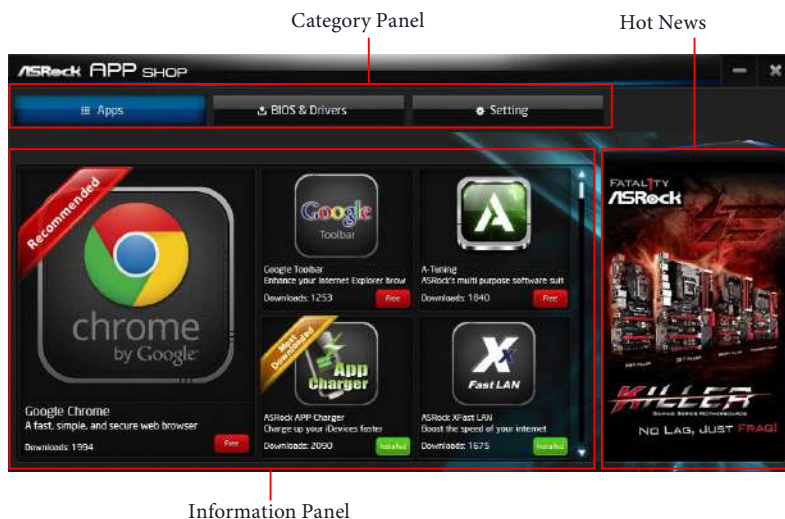 Category Panel
Hot News
ASRock APP SHOP
Apps
BIOS & Drivers
Setting
Recommended
chrome
by Google
Google Chrome
A fast, simple, and secure web browser
Downloads: 1994
Free
Google
Toolbar
Google Toolbar
Enhance your Internet Explorer brow
Downloads: 1253
Free
A-Tuning
ASRock's multi purpose software suit
Downloads: 1840
Free
Most Downloaded
App
Charger
ASRock APP Charger
Charge up your iDevices faster
Downloads: 2090
Installed
X
Fast LAN
ASRock XFast LAN
Boost the speed of your internet
Downloads: 1675
Installed
FATAL1TY
ASRock
KILLER
GAMING SERIES MOTHERBOARDS
NO LAG, JUST FRAG!
Information Panel